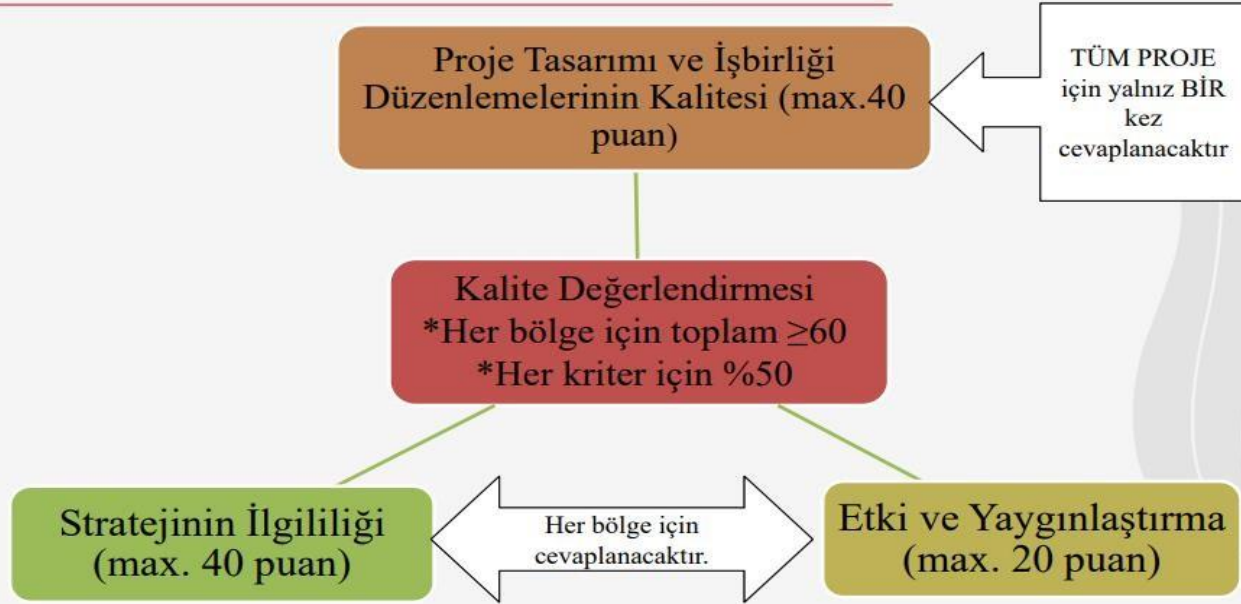 Proje Tasarımı ve İşbirliği
Düzenlemelerinin Kalitesi (max.40
puan)
TÜM PROJE
için yalnız BİR
kez
cevaplanacaktır
Kalite Değerlendirmesi
*Her bölge için toplam ≥60
*Her kriter için %50
Stratejinin İlgililiği
(max. 40 puan)
Her bölge için
cevaplanacaktır.
Etki ve Yaygınlaştırma
(max. 20 puan)